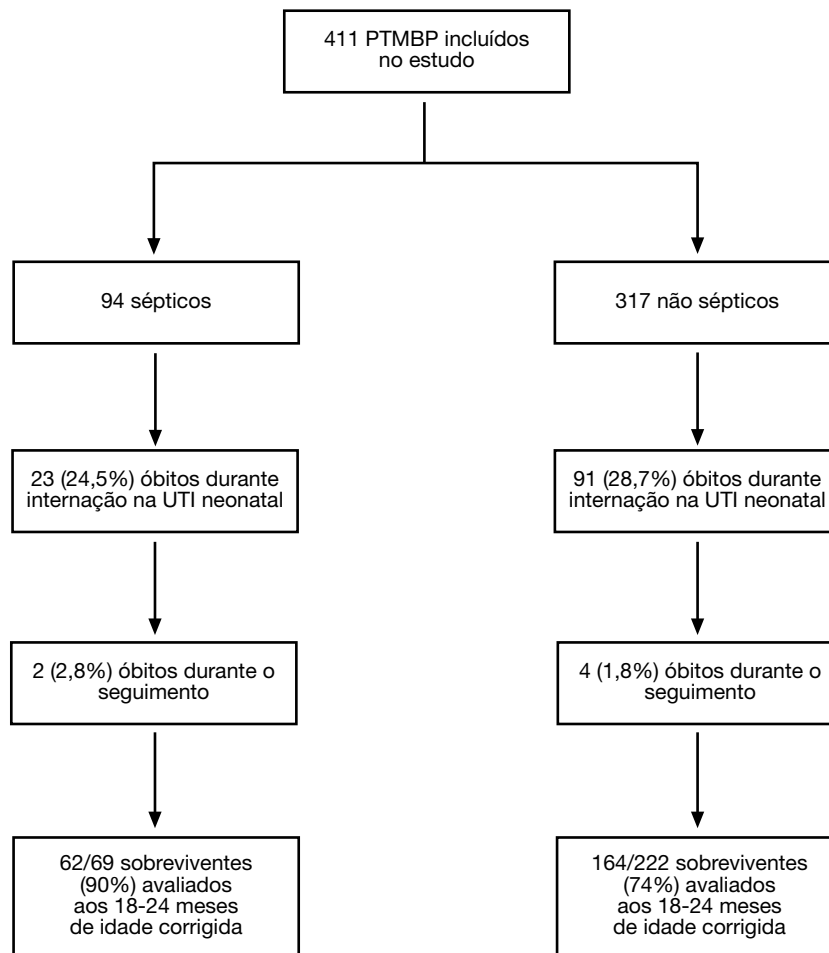 411 PTMBP incluídos
no estudo
94 sépticos
317 não sépticos
23 (24,5%) óbitos durante
internação na UTI neonatal
91 (28,7%) óbitos durante
internação na UTI neonatal
2 (2,8%) óbitos durante o
seguimento
4 (1,8%) óbitos durante o
seguimento
62/69 sobreviventes
(90%) avaliados
aos 18-24 meses
de idade corrigida
164/222 sobreviventes
(74%) avaliados
aos 18-24 meses
de idade corrigida